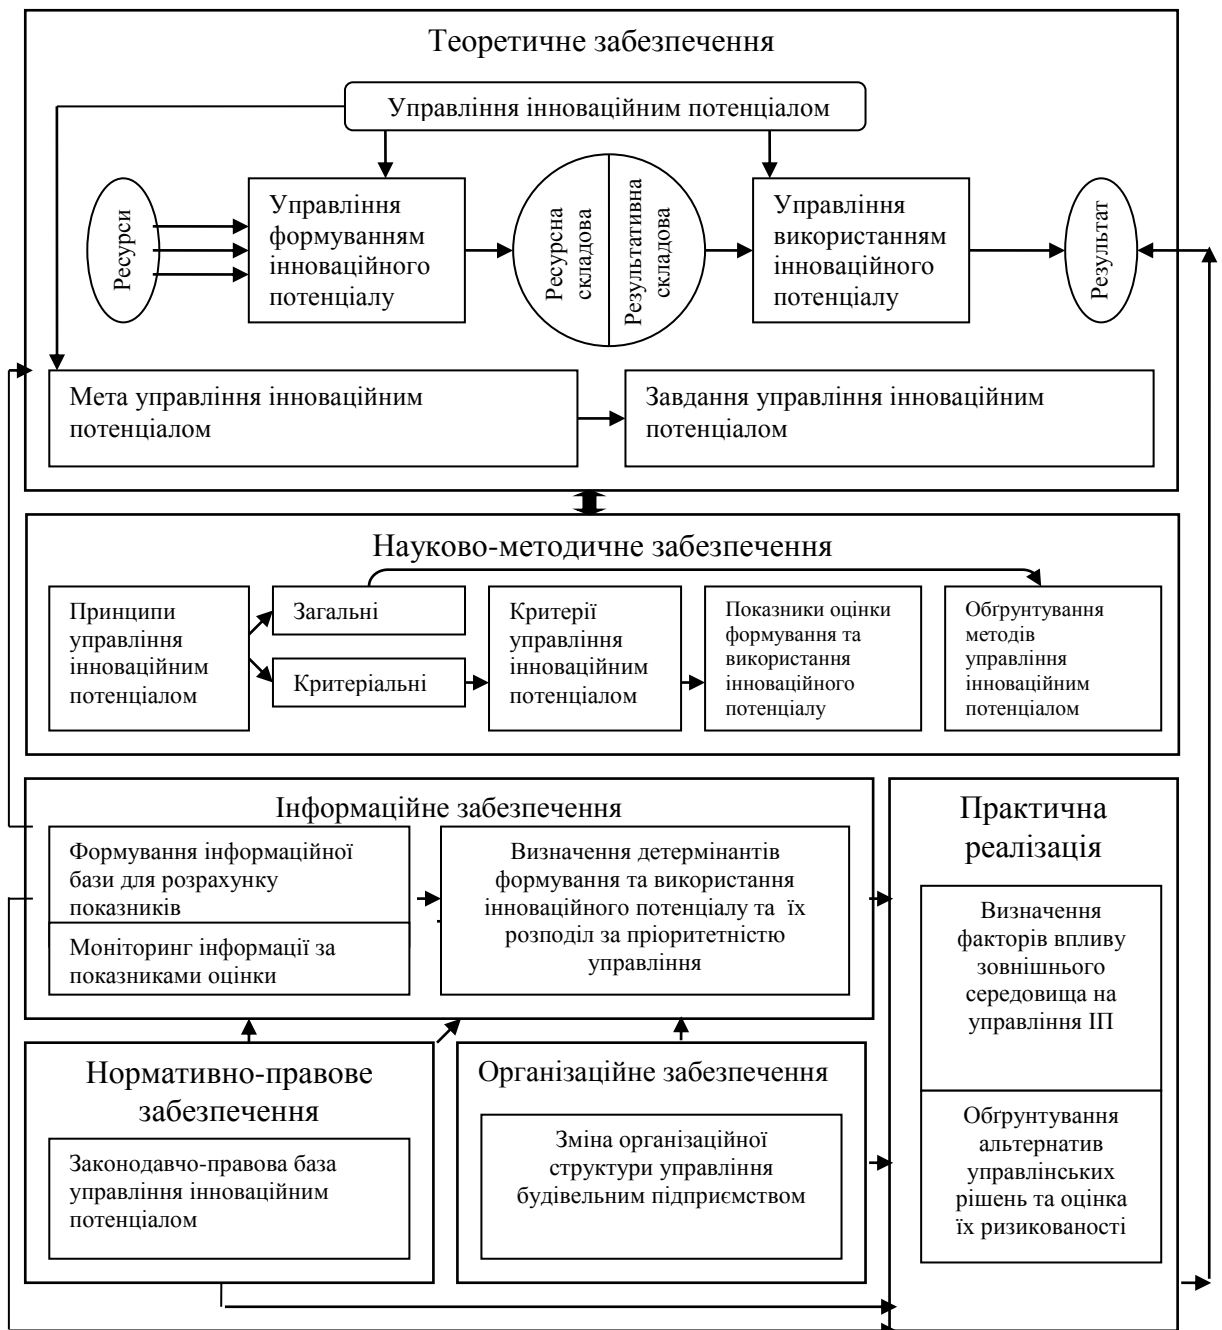 Теоретичне забезпечення
Управління інноваційним потенціалом
Ресурси
Управління
формуванням
інноваційного
потенціалу
Ресурсна
складова
Результативна
складова
Управління
використанням
інноваційного
потенціалу
Результат
Мета управління інноваційним
потенціалом
Завдання управління інноваційним
потенціалом
Науково-методичне забезпечення
Принципи
управління
інноваційним
потенціалом
Загальні
Критеріальні
Критерії
управління
інноваційним
потенціалом
Показники оцінки
формування та
використання
інноваційного
потенціалу
Обґрунтування
методів
управління
інноваційним
потенціалом
Інформаційне забезпечення
Формування інформаційної
бази для розрахунку
показників
Моніторинг інформації за
показниками оцінки
Визначення детермінантів
формування та використання
інноваційного потенціалу та їх
розподіл за пріоритетністю
управління
Практична
реалізація
Визначення
факторів впливу
зовнішнього
середовища на
управління ІП
Обґрунтування
альтернатив
управлінських
рішень та оцінка
їх ризикованості
Нормативно-правове
забезпечення
Законодавчо-правова база
управління інноваційним
потенціалом
Організаційне забезпечення
Зміна організаційної
структури управління
будівельним підприємством